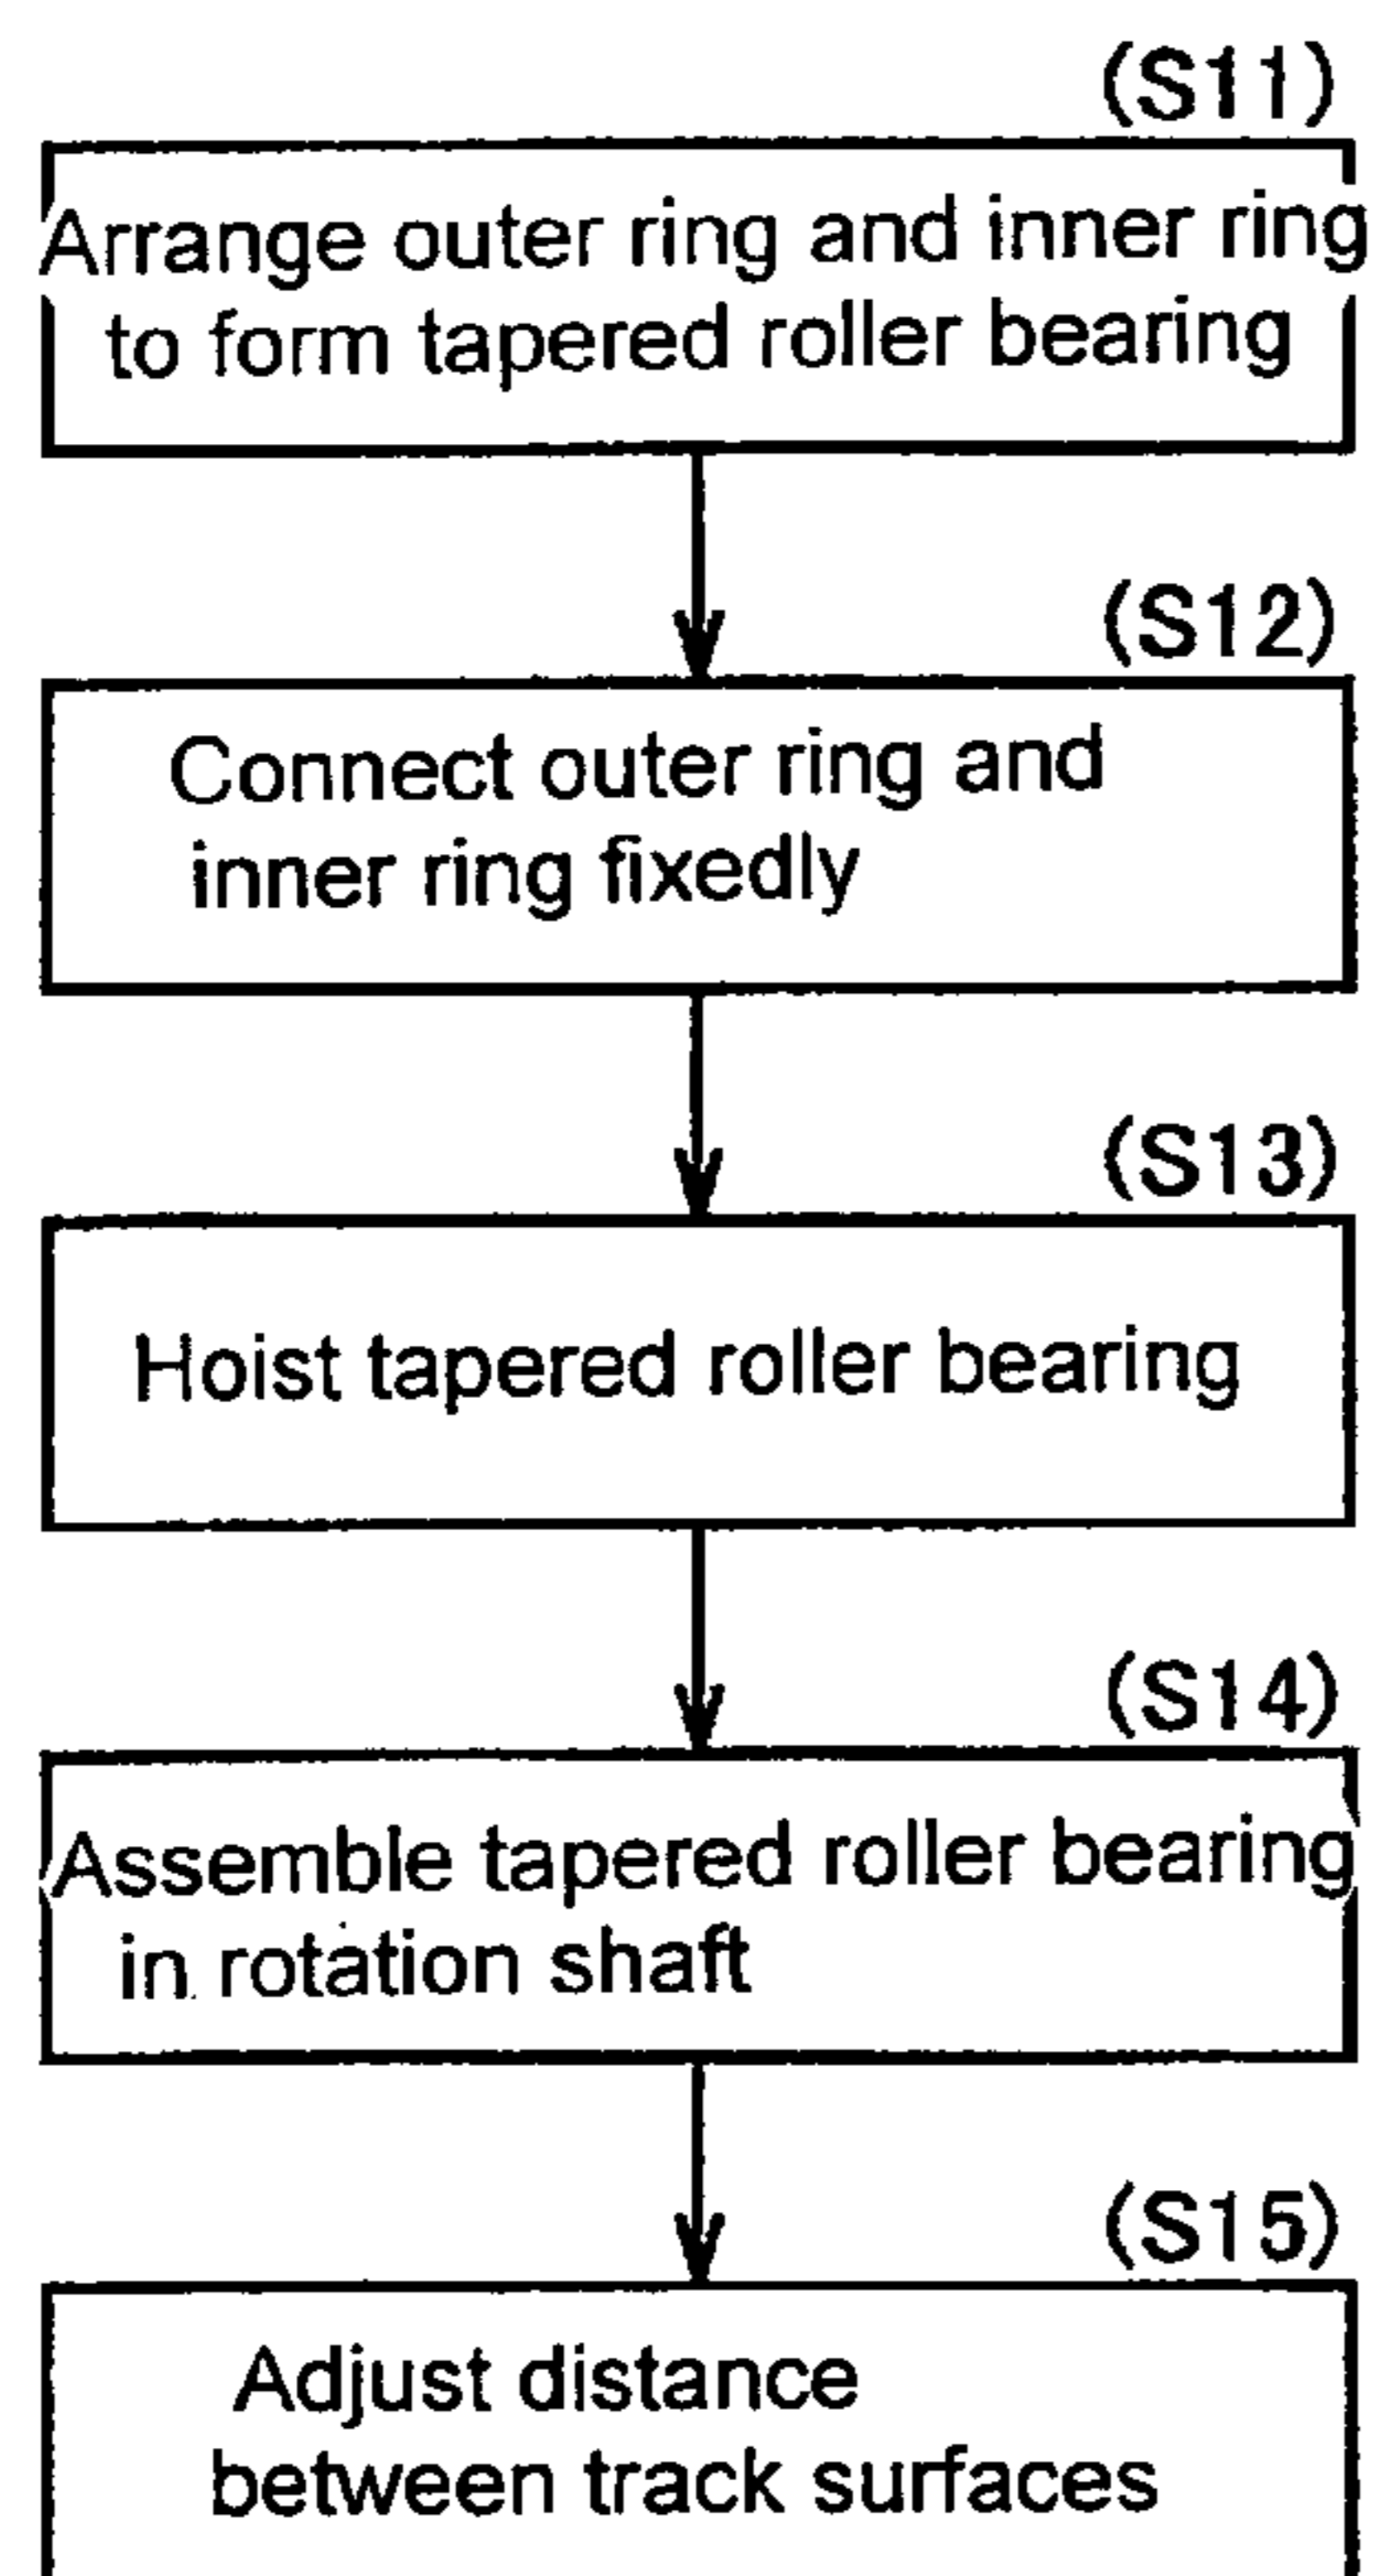 (S11)
Arrange outer ring and inner ring
to form tapered roller bearing
(S12)
Connect outer ring and
inner ring fixedly
(S13)
Hoist tapered roller bearing
(S14)
Assemble tapered roller bearing
in rotation shaft
(S15)
Adjust distance
between track surfaces